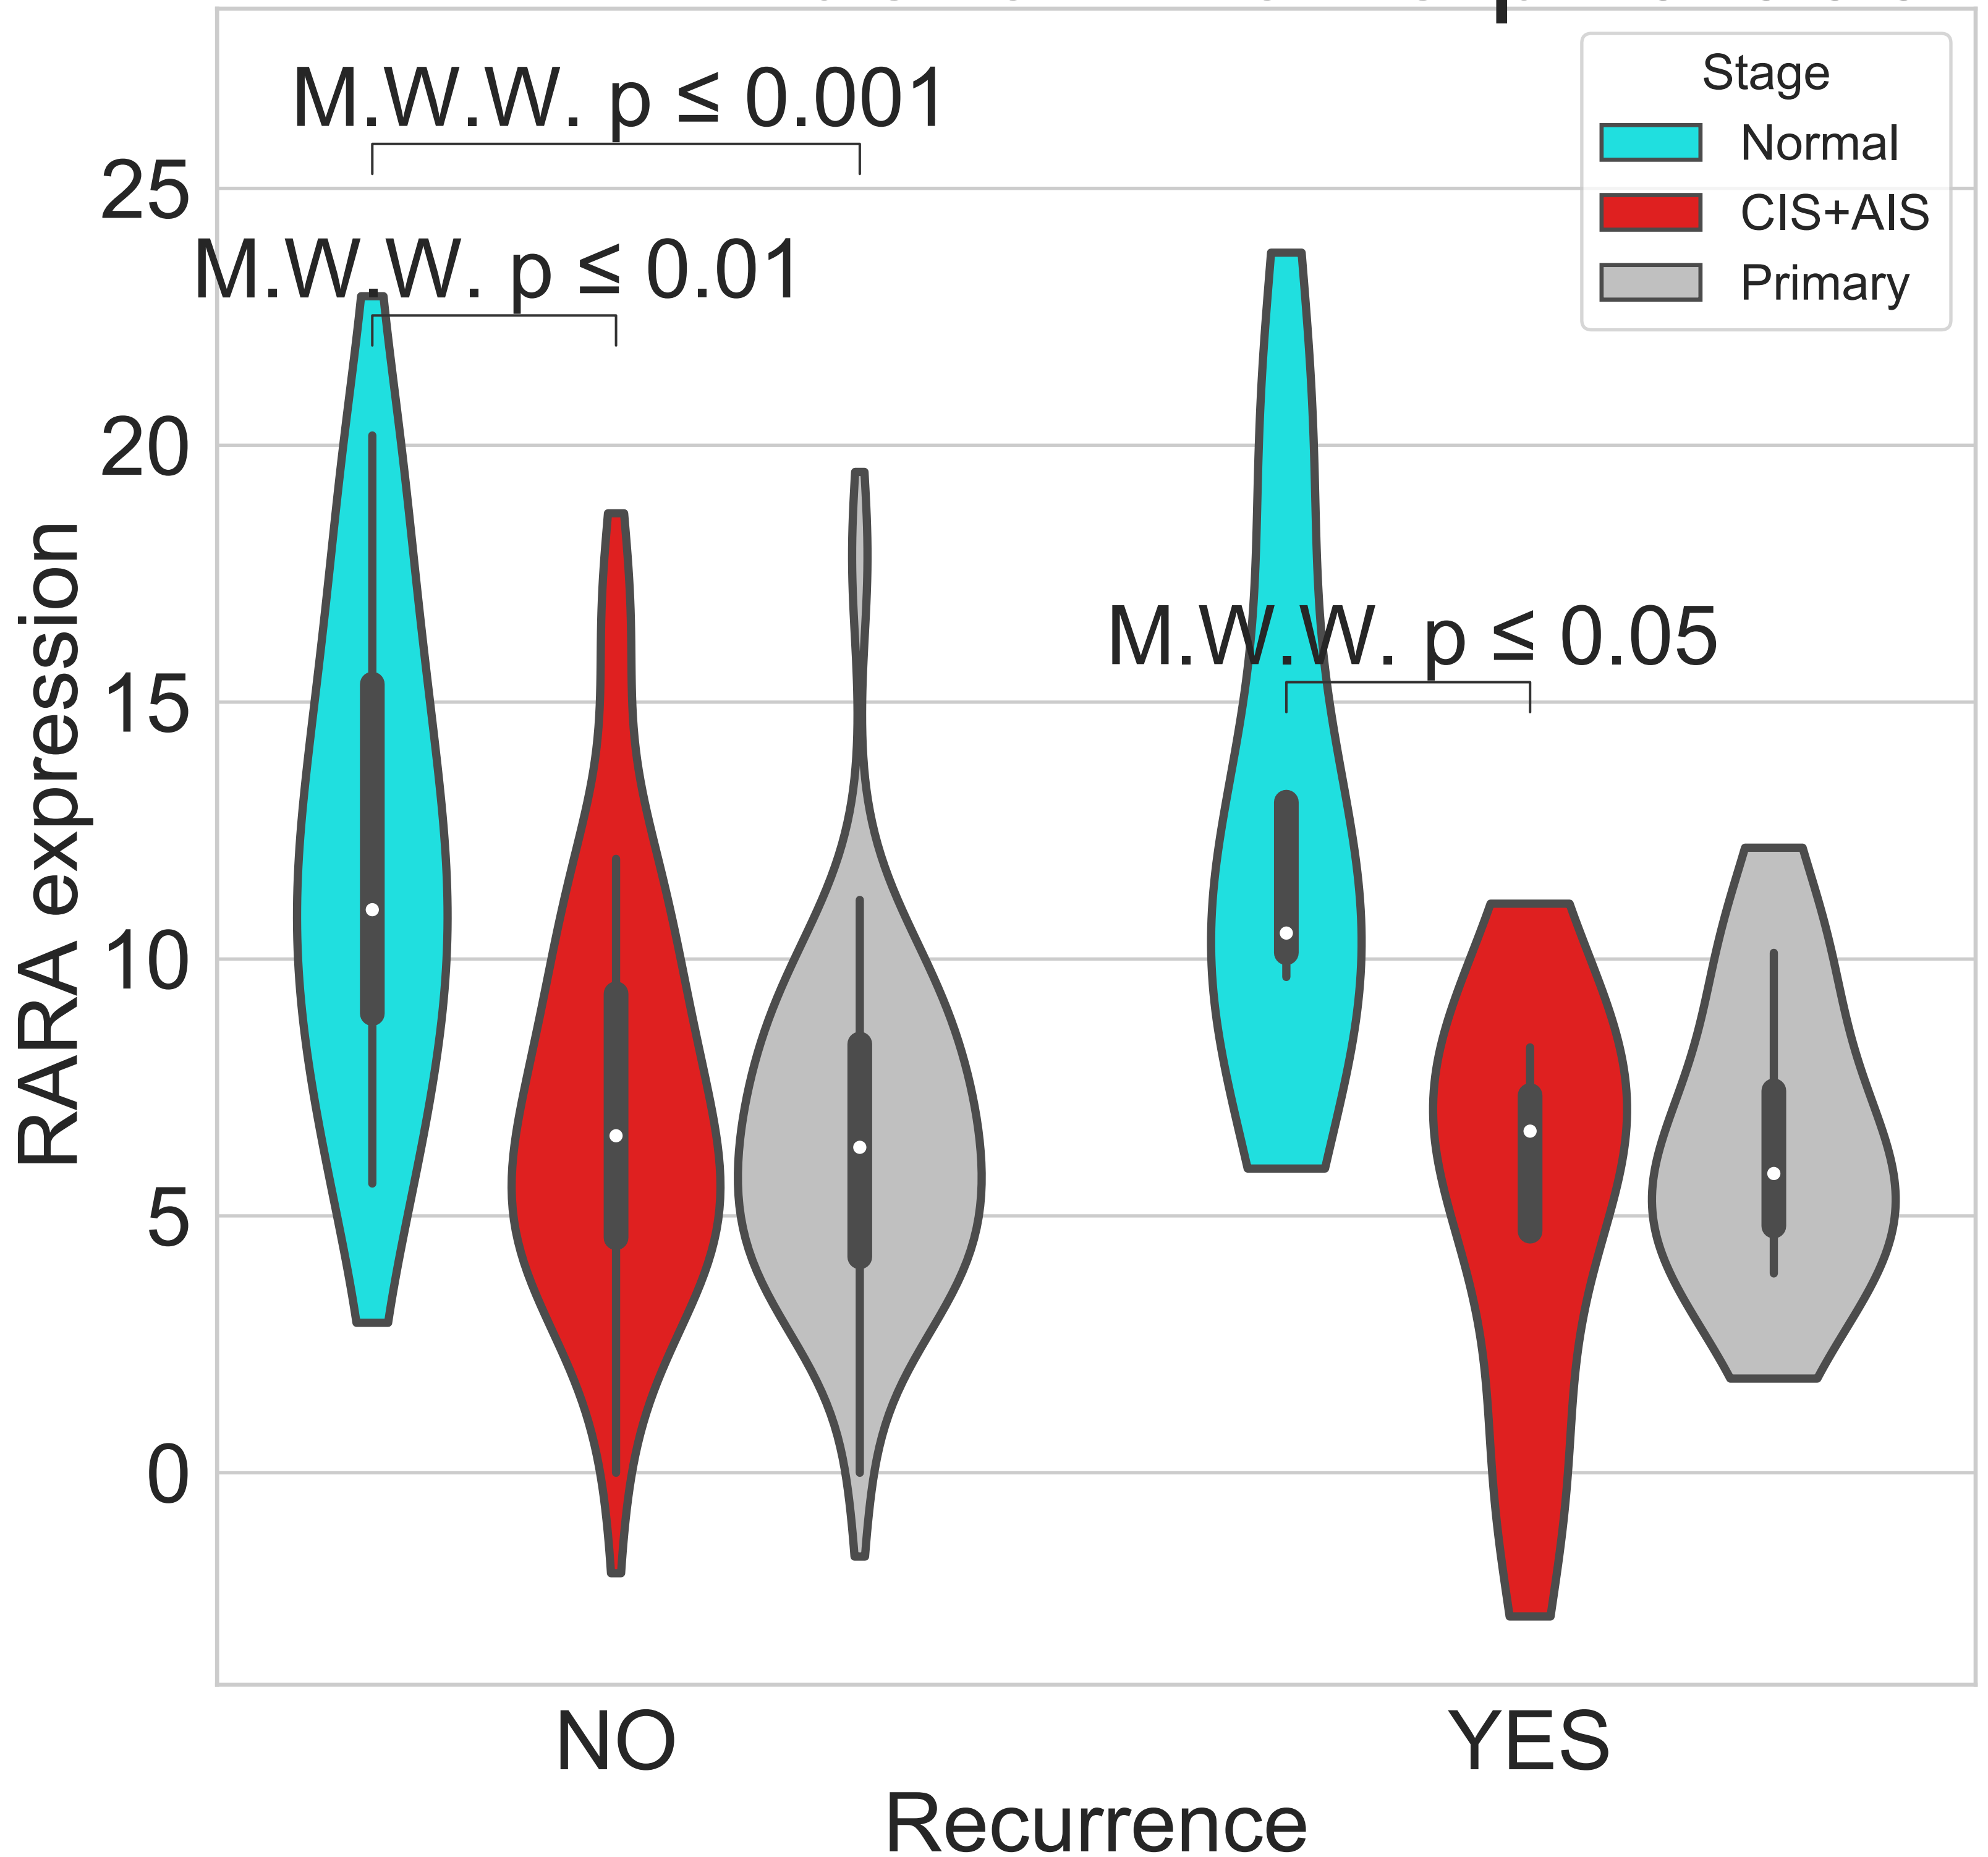 M.W.W. p ≤ 0.001
Stage
Normal
CIS+AIS
Primary
25
M.W.W. p ≤ 0.01
20
M.W.W. p ≤ 0.05
15
10
5
0
RARA expression
NO
YES
Recurrence